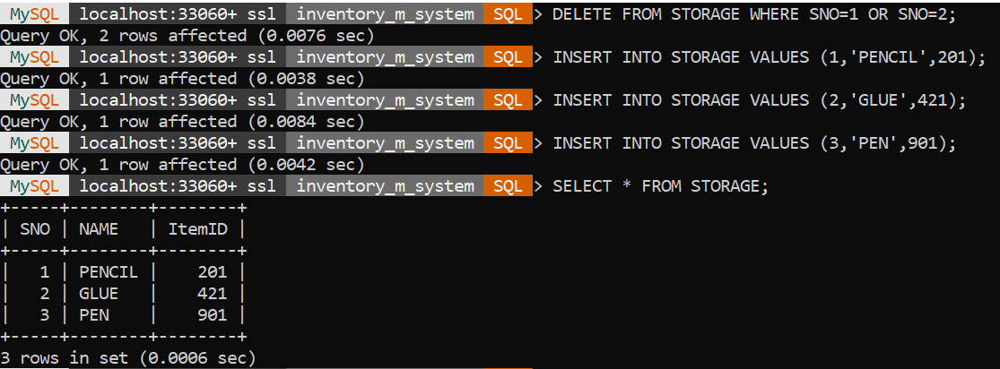 MySQL localhost:33060+ ssl inventory_m_system SQL > DELETE FROM STORAGE WHERE SNO=1 OR SNO=2;
Query OK, 2 rows affected (0.0076 sec)
MySQL localhost:33060+ ssl inventory_m_system SQL > INSERT INTO STORAGE VALUES (1,'PENCIL',201);
Query OK, 1 row affected (0.0038 sec)
MySQL localhost:33060+ ssl inventory_m_system SQL > INSERT INTO STORAGE VALUES (2,'GLUE',421);
Query OK, 1 row affected (0.0084 sec)
MySQL localhost:33060+ ssl inventory_m_system SQL > INSERT INTO STORAGE VALUES (3,'PEN',901);
Query OK, 1 row affected (0.0042 sec)
MySQL localhost:33060+ ssl inventory_m_system SQL > SELECT * FROM STORAGE;
+-----+--------+--------+
| SNO | NAME   | ItemID |
+-----+--------+--------+
|   1 | PENCIL |    201 |
|   2 | GLUE   |    421 |
|   3 | PEN    |    901 |
+-----+--------+--------+
3 rows in set (0.0006 sec)